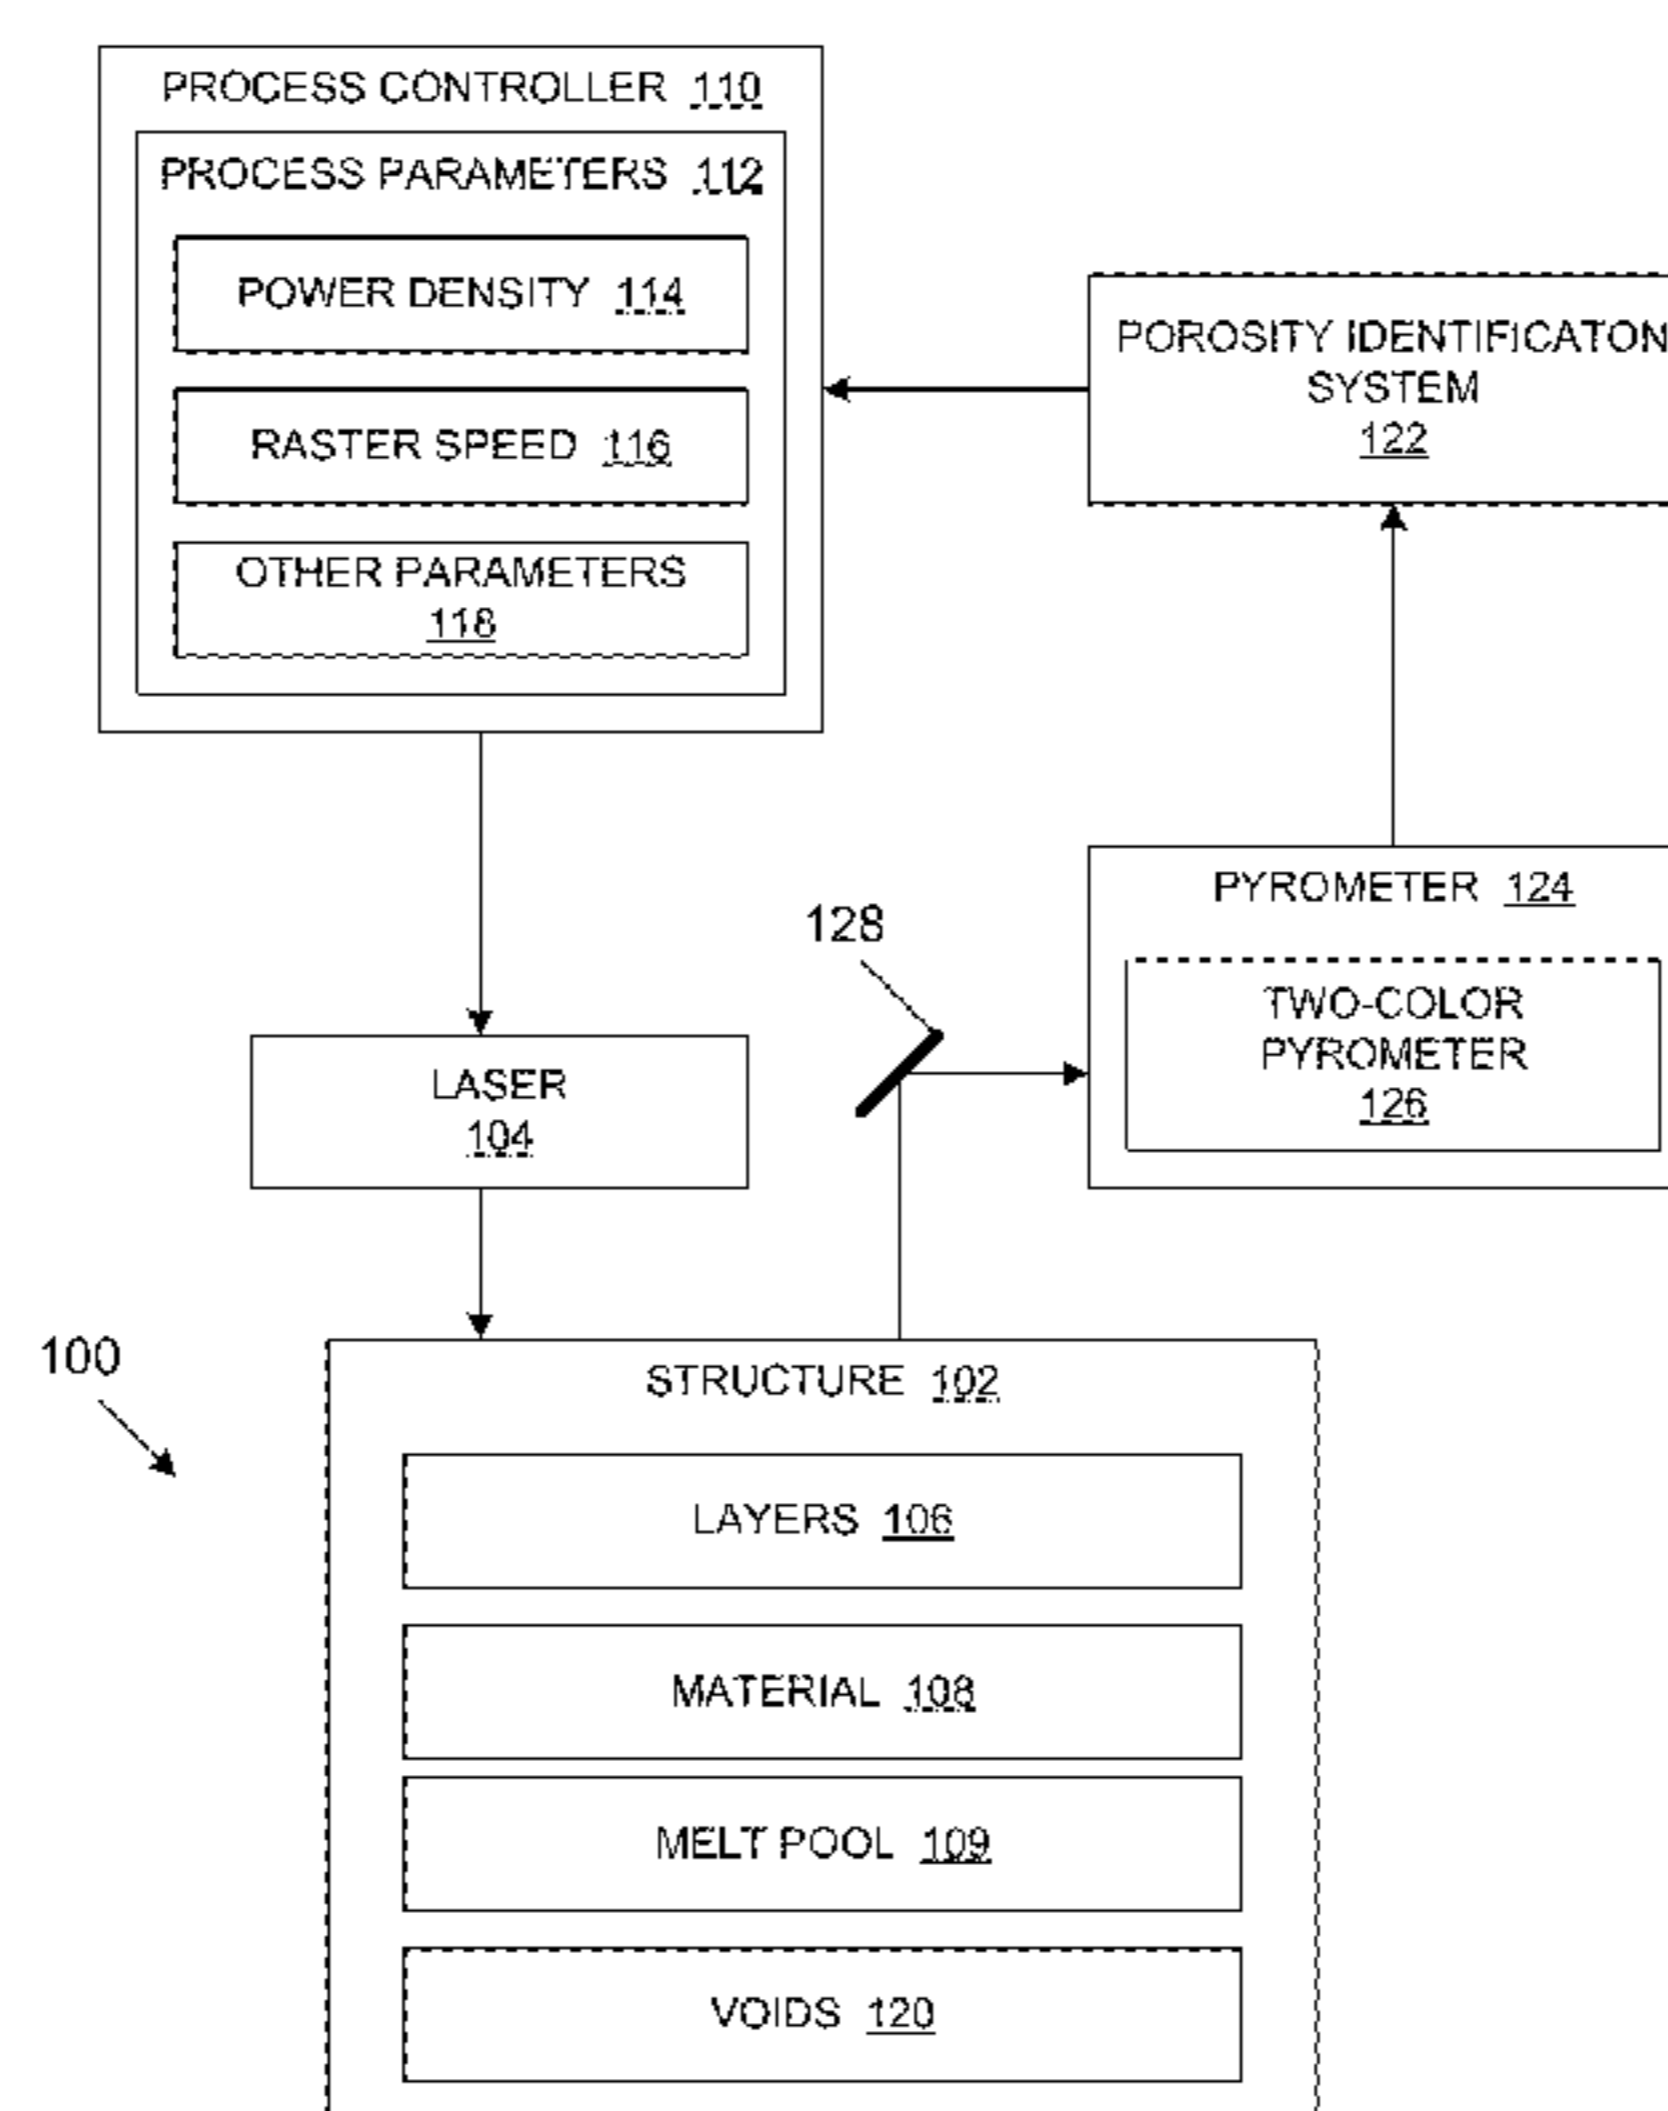 PROCESS CONTROLLER 110
PROCESS PARAMETERS 112
POWER DENSITY 114
RASTER SPEED 116
OTHER PARAMETERS
118
POROSITY IDENTIFICATON
SYSTEM
122
PYROMETER 124
TWO-COLOR
PYROMETER
126
128
LASER
104
100
STRUCTURE 102
LAYERS 106
MATERIAL 108
MELT POOL 109
VOIDS 120